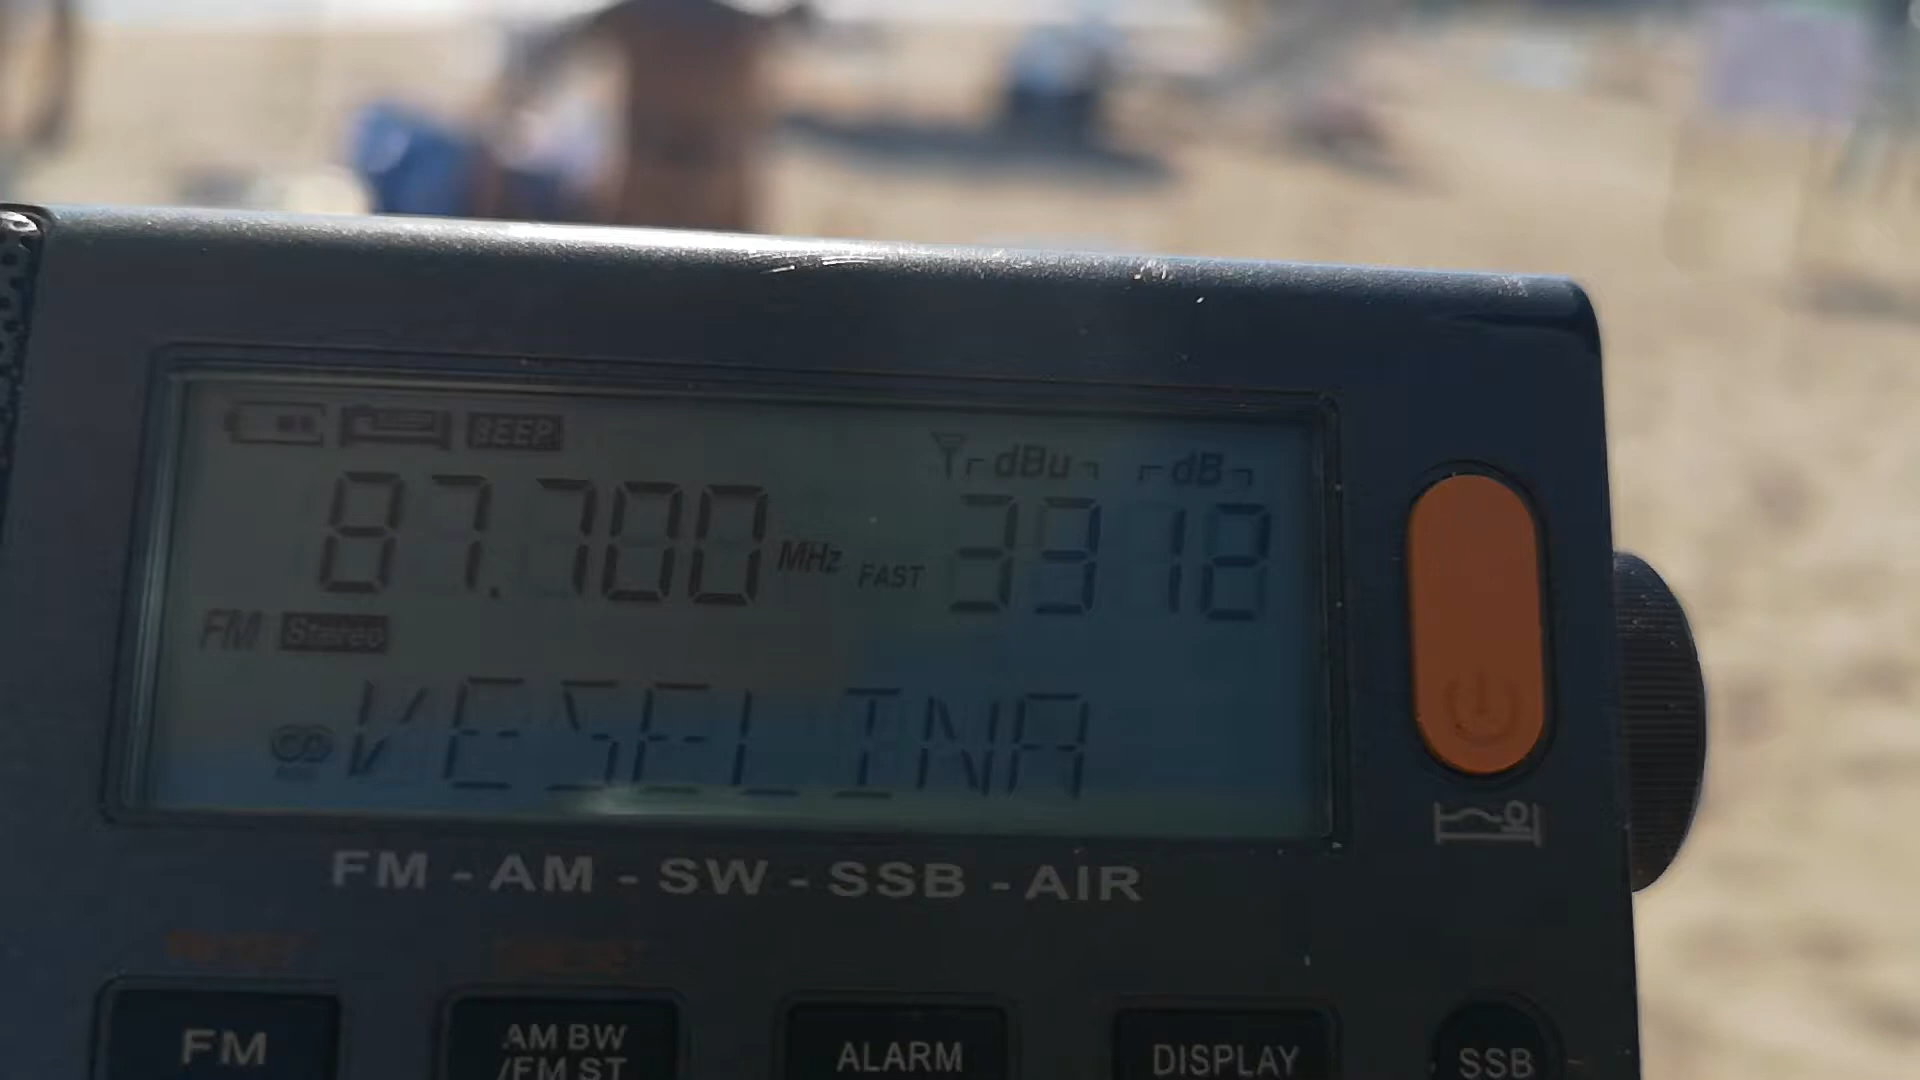 BEEP
dBu dB
87.700 MHz FAST 39 12
FM Stereo
VESELINA
FM - AM - SW - SSB - AIR
FM
AM BW
/FM ST
ALARM
DISPLAY
SSB